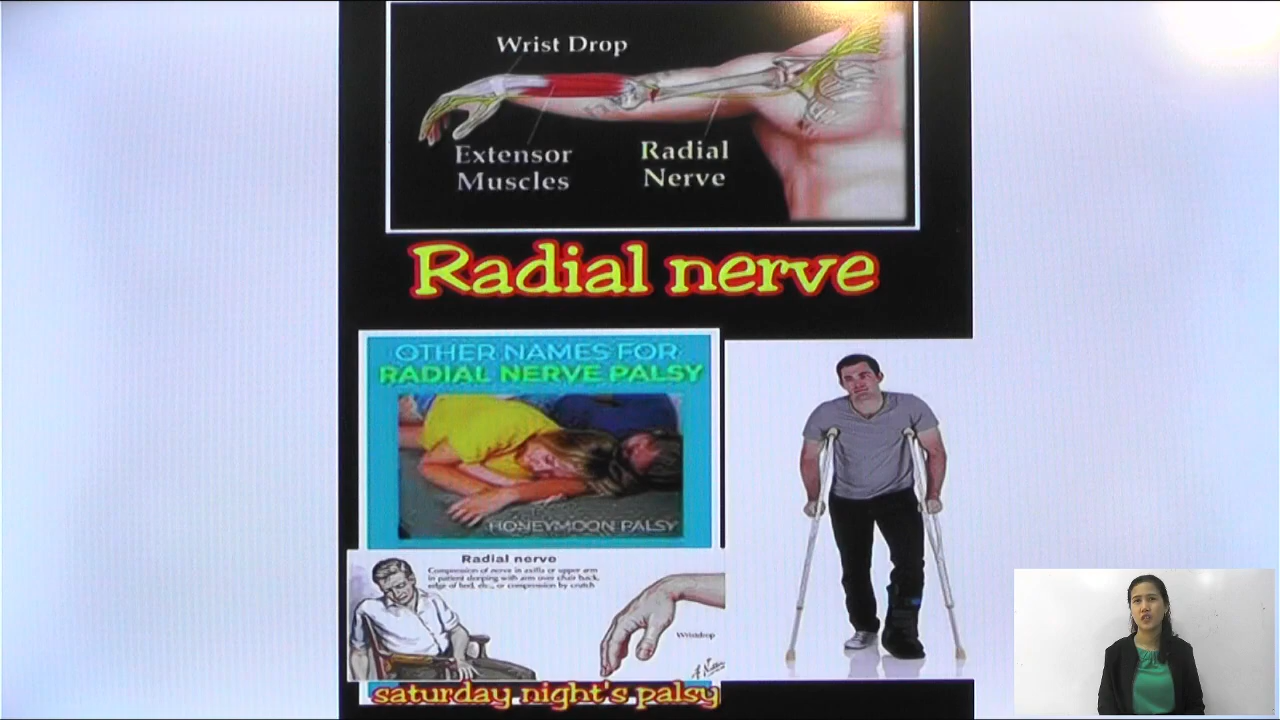 Wrist Drop
Extensor
Muscles
Radial
Nerve
Radial nerve
OTHER NAMES FOR
RADIAL NERVE PALSY
HONEYMOON PALSY
Radial nerve
Compression of nerve in axilla or upper arm
in patient sleeping with arm over chair back,
edge of bed, etc., or compression by crutch
Wristdrop
saturday night's palsy